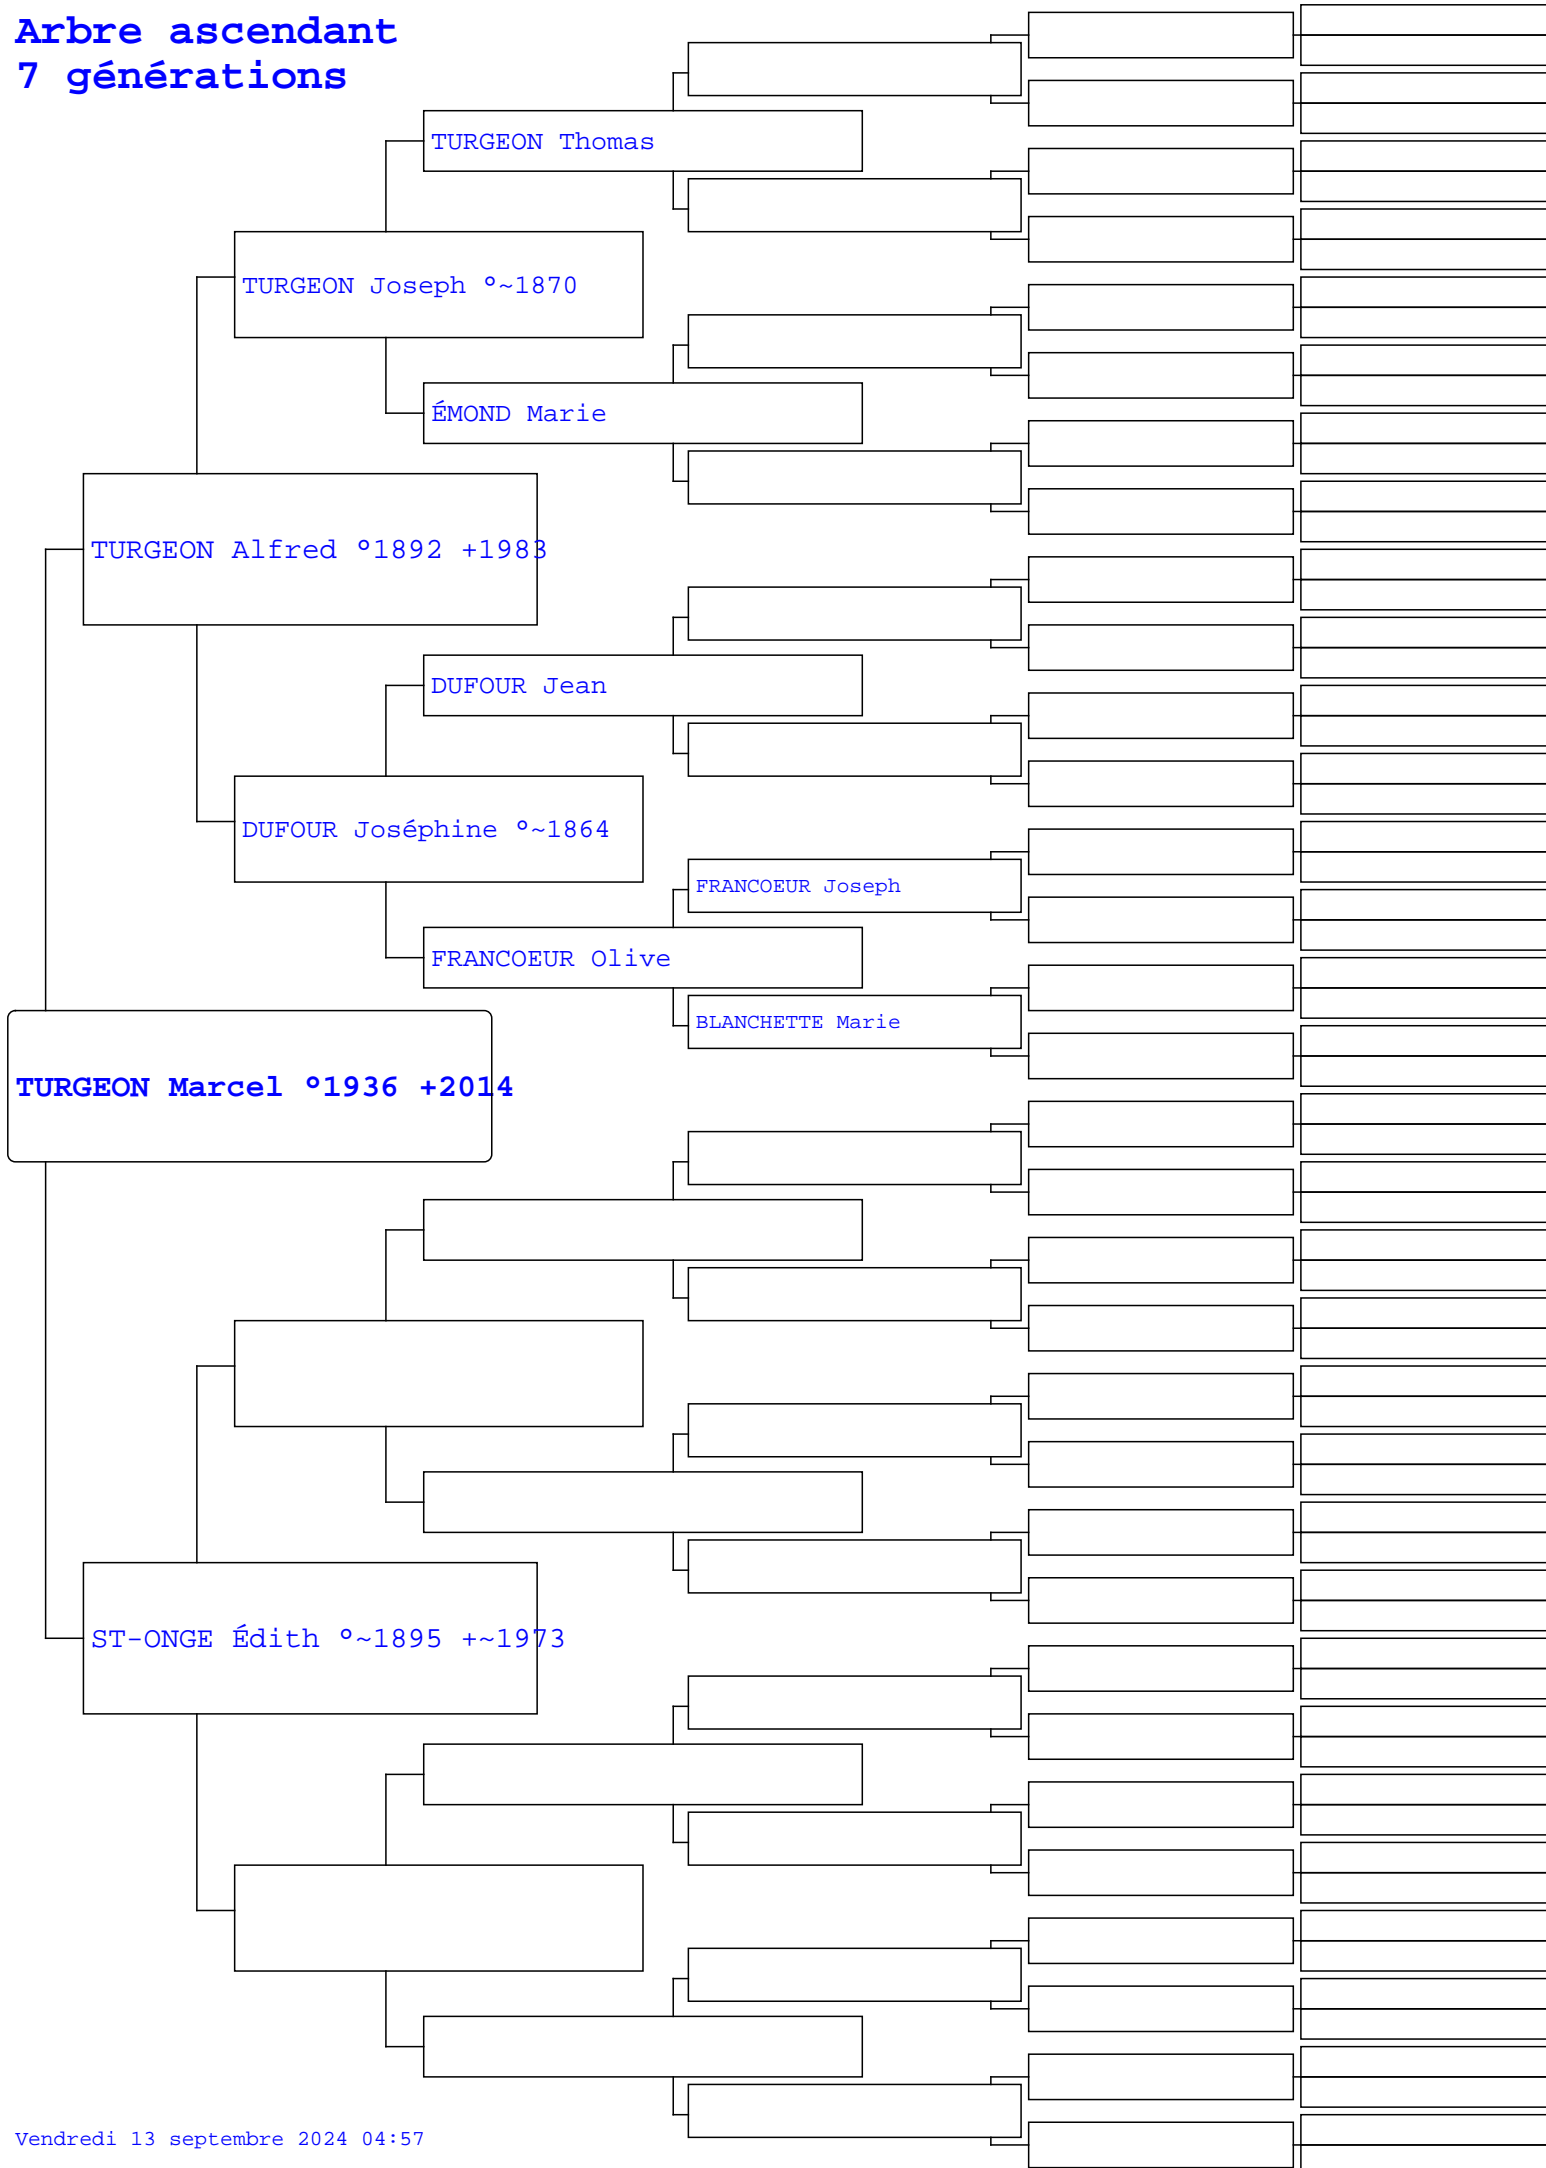 Arbre ascendant
7 générations
TURGEON Thomas
TURGEON Joseph °~1870
ÉMOND Marie
TURGEON Alfred °1892 +1983
DUFOUR Jean
DUFOUR Joséphine °~1864
FRANCOEUR Joseph
FRANCOEUR Olive
BLANCHETTE Marie
TURGEON Marcel °1936 +2014
ST-ONGE Édith °~1895 +~1973
Vendredi 13 septembre 2024 04:57